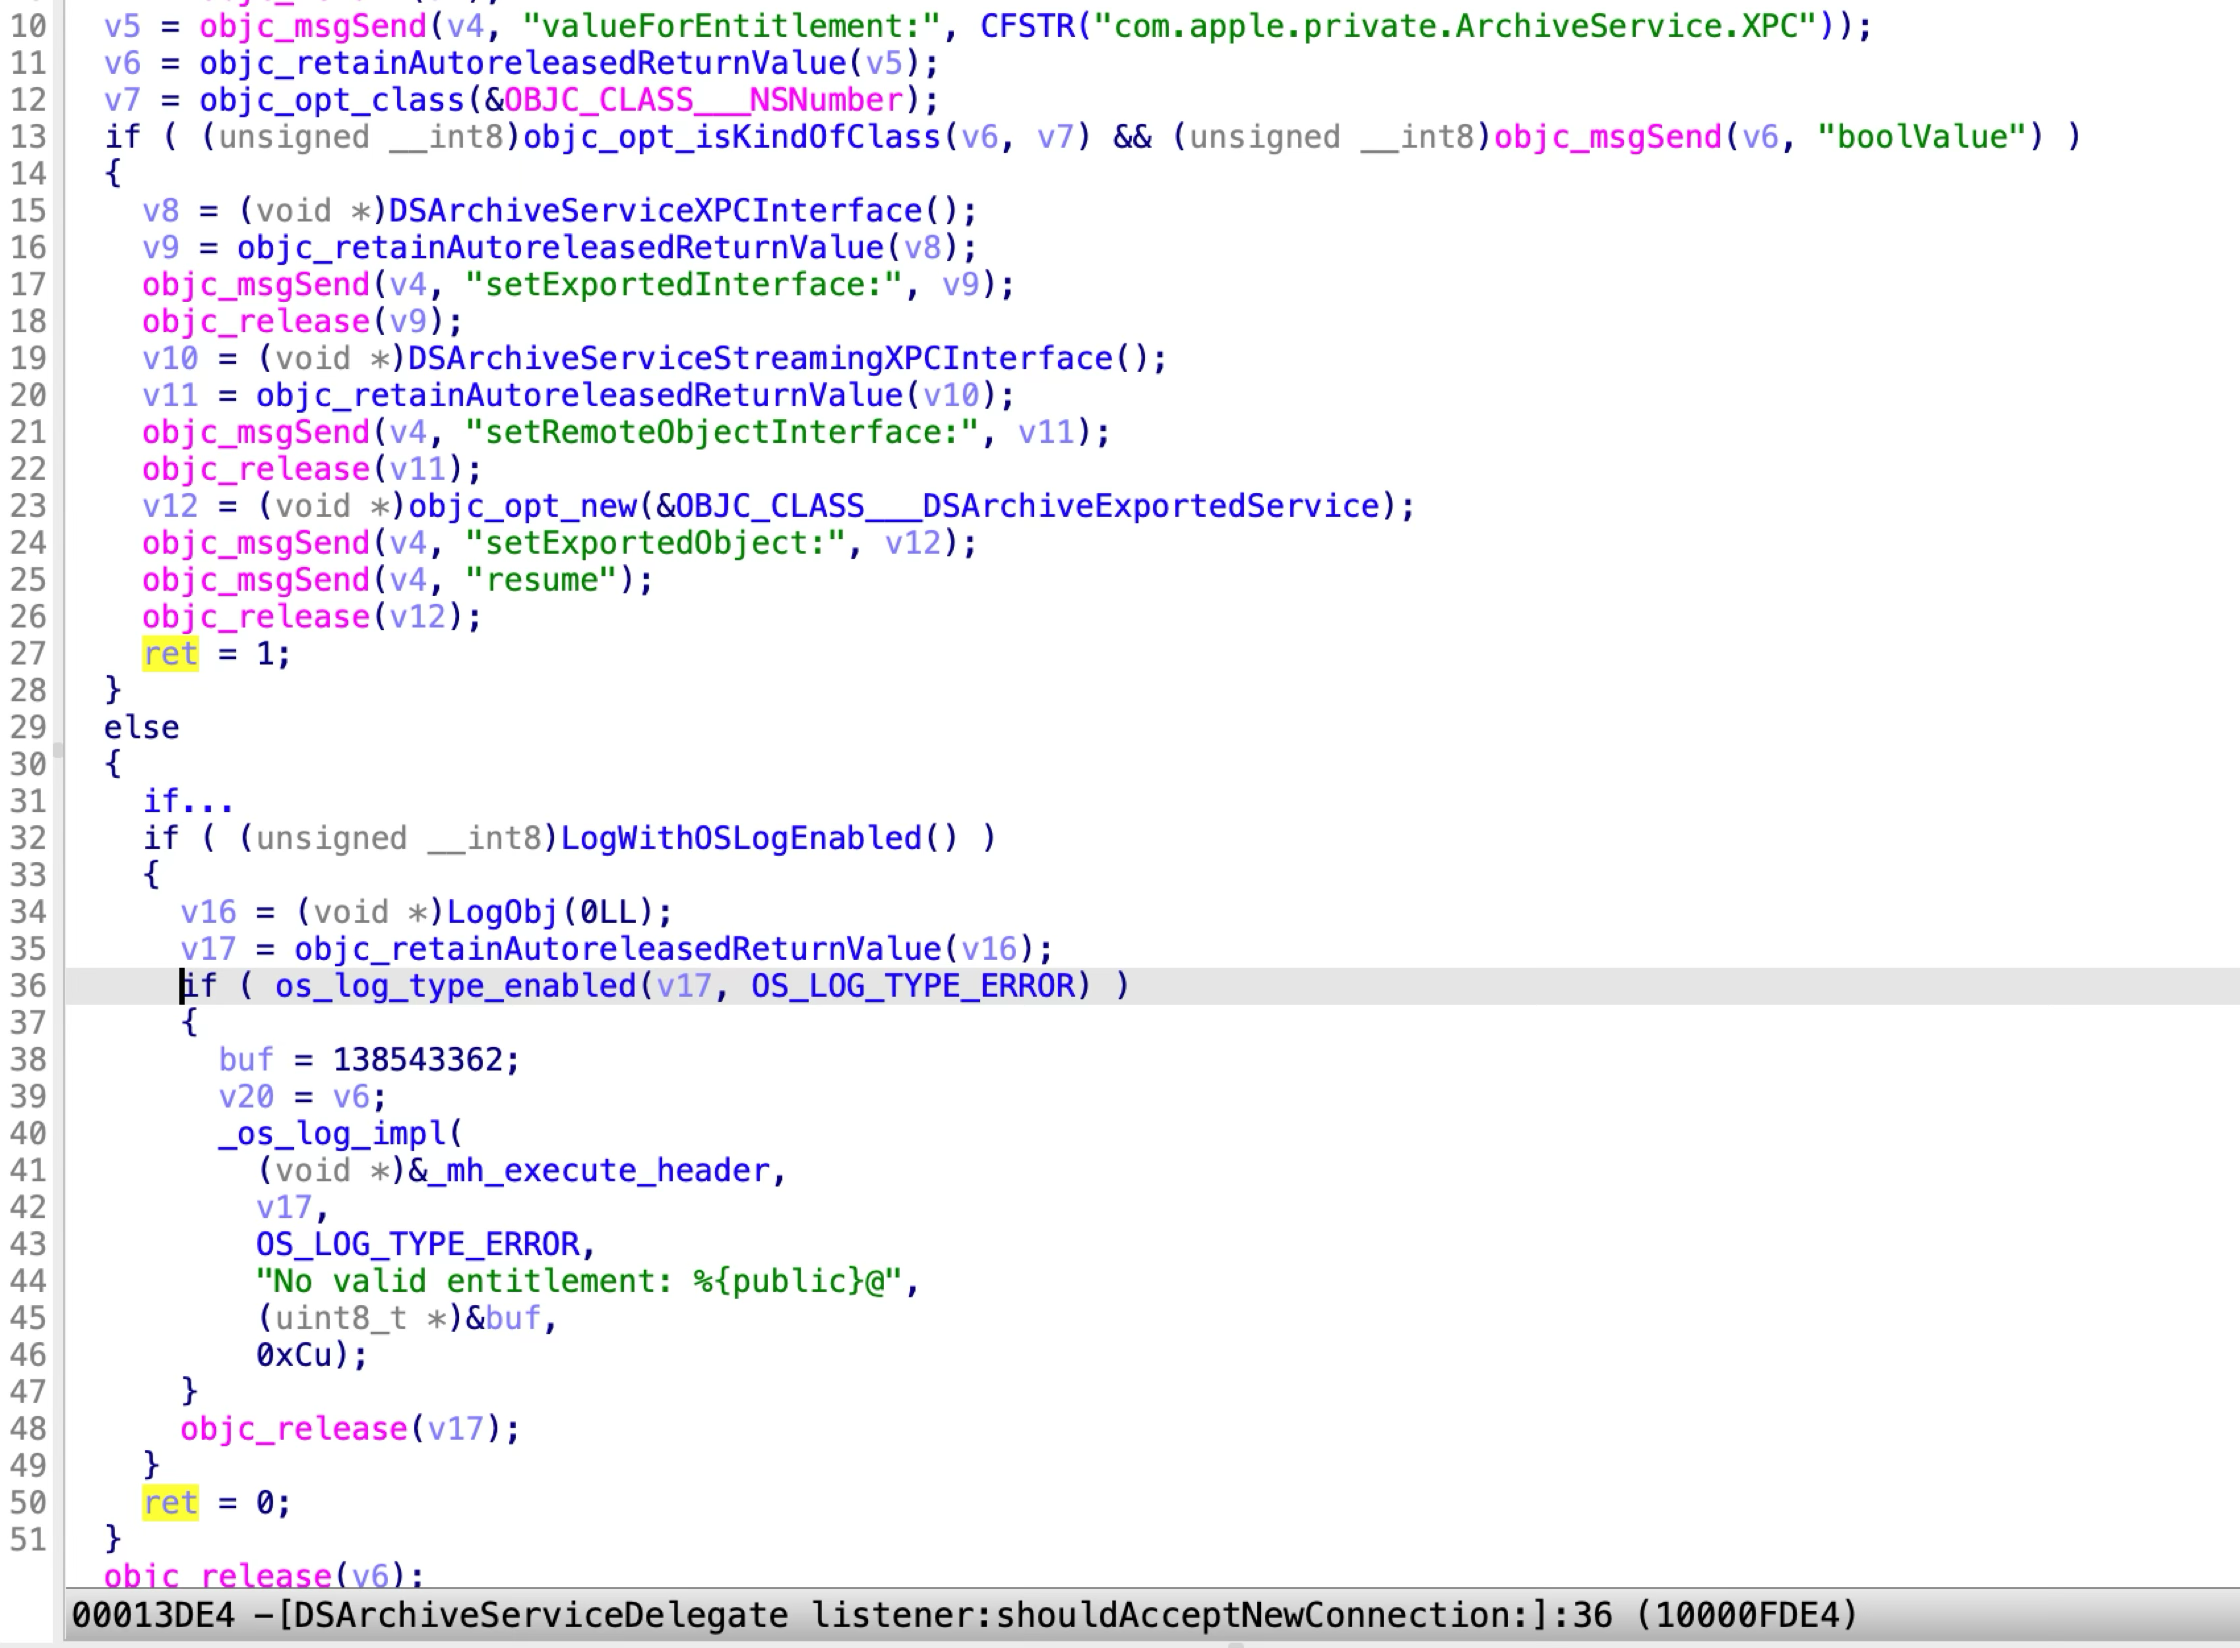 10 v5 = objc_msgSend(v4, "valueForEntitlement:", CFSTR("com.apple.private.ArchiveService.XPC"));
11 v6 = objc_retainAutoreleasedReturnValue(v5);
12 v7 = objc_opt_class(&OBJC_CLASS___NSNumber);
13 if ( (unsigned __int8)objc_opt_isKindOfClass(v6, v7) && (unsigned __int8)objc_msgSend(v6, "boolValue") )
14 {
15 v8 = (void *)DSArchiveServiceXPCInterface();
16 v9 = objc_retainAutoreleasedReturnValue(v8);
17 objc_msgSend(v4, "setExportedInterface:", v9);
18 objc_release(v9);
19 v10 = (void *)DSArchiveServiceStreamingXPCInterface();
20 v11 = objc_retainAutoreleasedReturnValue(v10);
21 objc_msgSend(v4, "setRemoteObjectInterface:", v11);
22 objc_release(v11);
23 v12 = (void *)objc_opt_new(&OBJC_CLASS___DSArchiveExportedService);
24 objc_msgSend(v4, "setExportedObject:", v12);
25 objc_msgSend(v4, "resume");
26 objc_release(v12);
27 ret = 1;
28 }
29 else
30 {
31 if...
32 if ( (unsigned __int8)LogWithOSLogEnabled() )
33 {
34 v16 = (void *)LogObj(0LL);
35 v17 = objc_retainAutoreleasedReturnValue(v16);
36 if ( os_log_type_enabled(v17, OS_LOG_TYPE_ERROR) )
37 {
38 buf = 138543362;
39 v20 = v6;
40 _os_log_impl(
41 (void *)&_mh_execute_header,
42 v17,
43 OS_LOG_TYPE_ERROR,
44 "No valid entitlement: %{public}@",
45 (uint8_t *)&buf,
46 0xCu);
47 }
48 objc_release(v17);
49 }
50 ret = 0;
51 }
objc_release(v6);
00013DE4 -[DSArchiveServiceDelegate listener:shouldAcceptNewConnection:]:36 (10000FDE4)